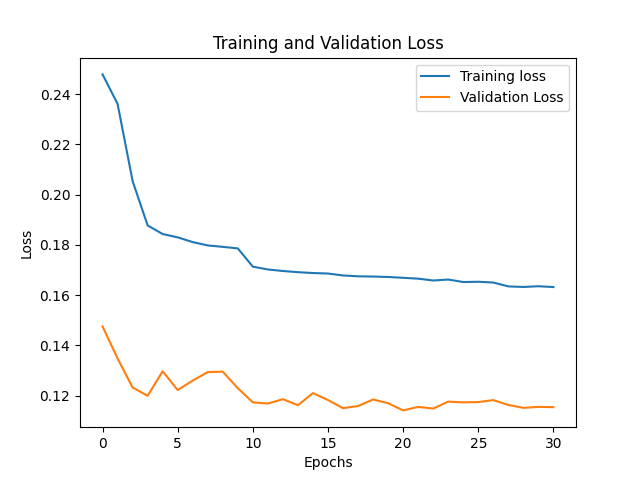 Training and Validation Loss
Training loss
Validation Loss
0.24
0.22
0.20
0.18
0.16
0.14
0.12
Loss
0 5 10 15 20 25 30
Epochs